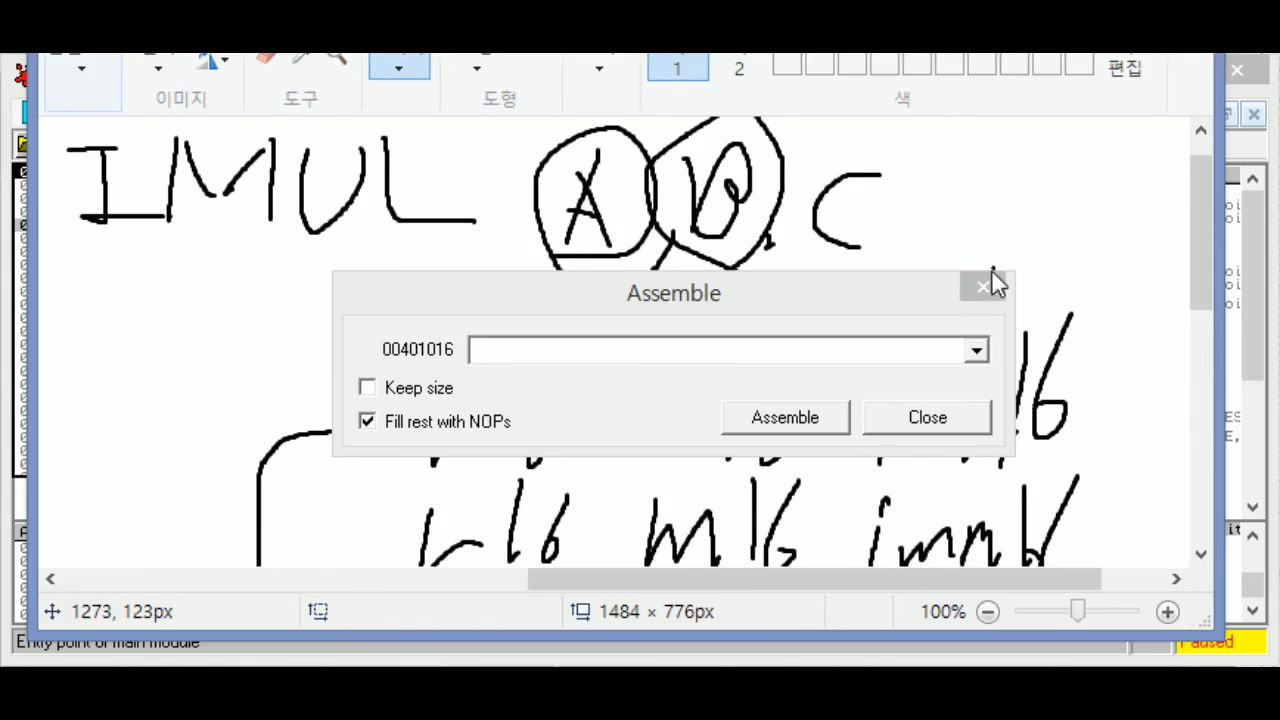 1 2 편집
이미지 도구 도형 색
IMUL A, B, C
Assemble
00401016
Keep size
Fill rest with NOPs
Assemble Close
16
r16 m16 imm16
1273, 123px 1484 × 776px 100%
Entry point of main module Paused